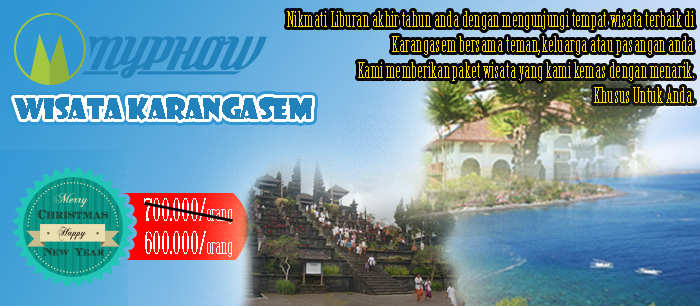 MYPHOW
WISATA KARANGASEM
Nikmati Liburan akhir tahun anda dengan mengunjungi tempat wisata terbaik di
Karangasem bersama teman,keluarga atau pasangan anda
Kami memberikan paket wisata yang kami kemas dengan menarik.
Khusus Untuk Anda.
Merry
CHRISTMAS
Happy
NEW YEAR
700.000/orang
600.000/orang